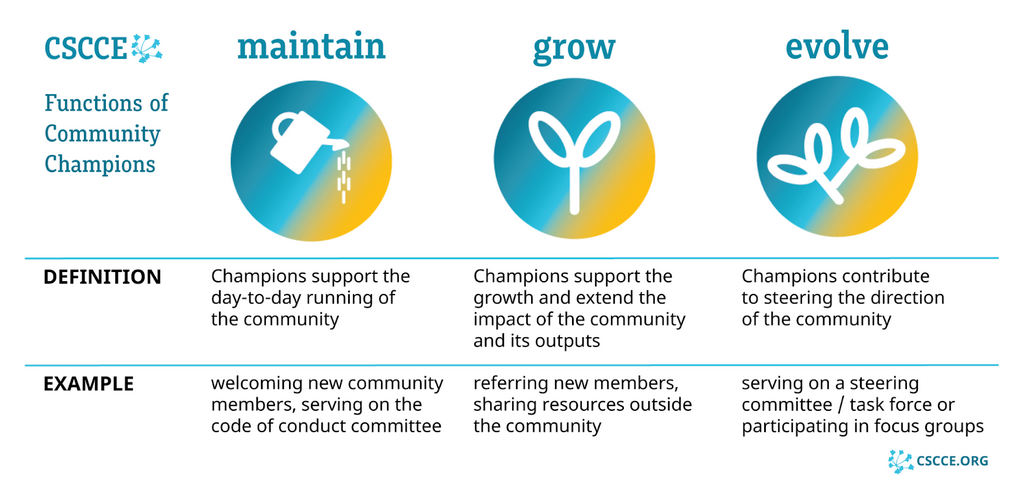 CSCCE
Functions of
Community
Champions
maintain
grow
evolve
DEFINITION
Champions support the
day-to-day running of
the community
Champions support the
growth and extend the
impact of the community
and its outputs
Champions contribute
to steering the direction
of the community
EXAMPLE
welcoming new community
members, serving on the
code of conduct committee
referring new members,
sharing resources outside
the community
serving on a steering
committee / task force or
participating in focus groups
CSCCE.ORG